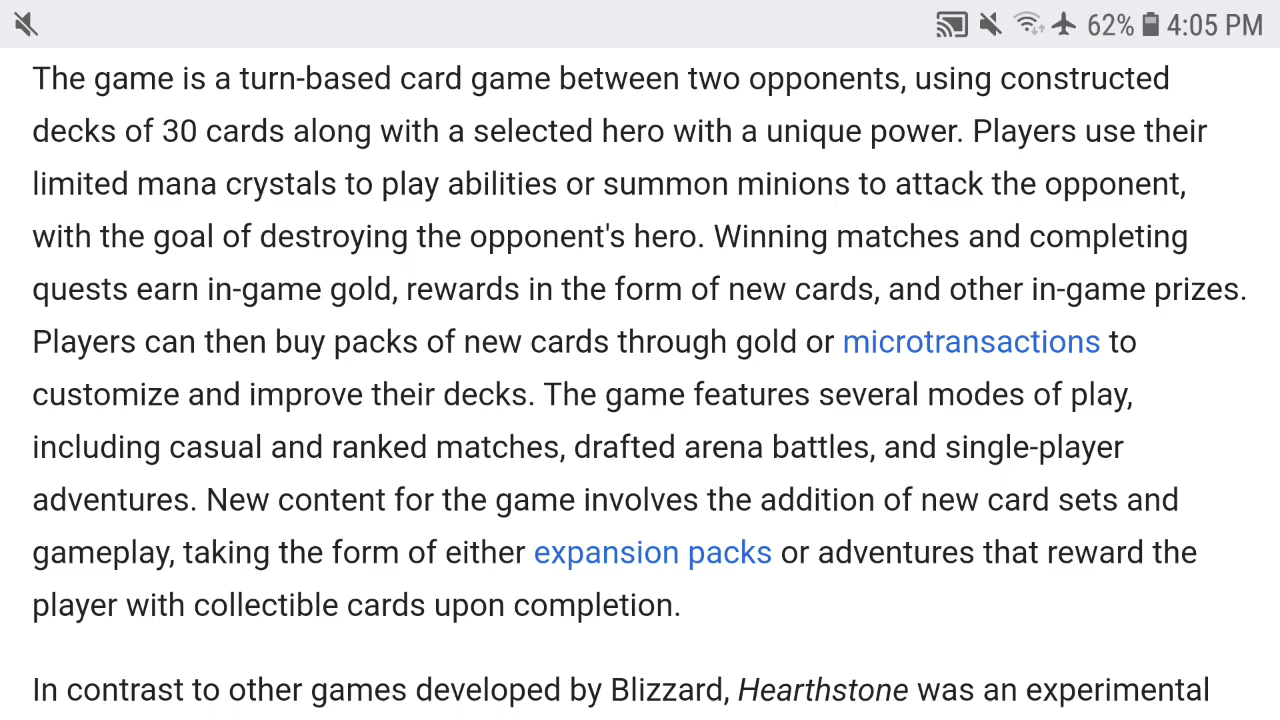 62% 4:05 PM
The game is a turn-based card game between two opponents, using constructed
decks of 30 cards along with a selected hero with a unique power. Players use their
limited mana crystals to play abilities or summon minions to attack the opponent,
with the goal of destroying the opponent's hero. Winning matches and completing
quests earn in-game gold, rewards in the form of new cards, and other in-game prizes.
Players can then buy packs of new cards through gold or microtransactions to
customize and improve their decks. The game features several modes of play,
including casual and ranked matches, drafted arena battles, and single-player
adventures. New content for the game involves the addition of new card sets and
gameplay, taking the form of either expansion packs or adventures that reward the
player with collectible cards upon completion.
In contrast to other games developed by Blizzard, Hearthstone was an experimental